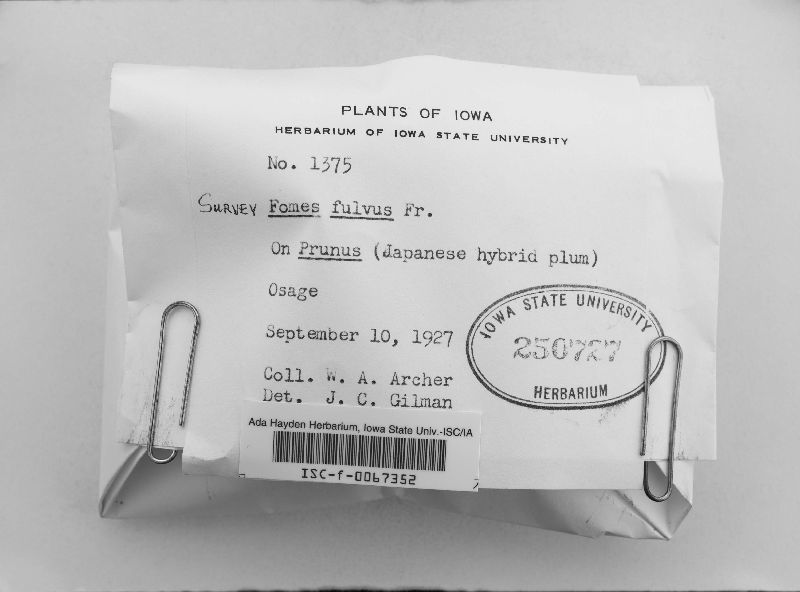 PLANTS OF IOWA
HERBARIUM OF IOWA STATE UNIVERSITY
No. 1375
SURVEY Fomes fulvus Fr.
On Prunus (Japanese hybrid plum)
Osage
September 10, 1927
IOWA STATE UNIVERSITY
250727
HERBARIUM
Coll. W. A. Archer
Det. J. C. Gilman
Ada Hayden Herbarium, Iowa State Univ.-ISC/IA
ISC-f-0067352